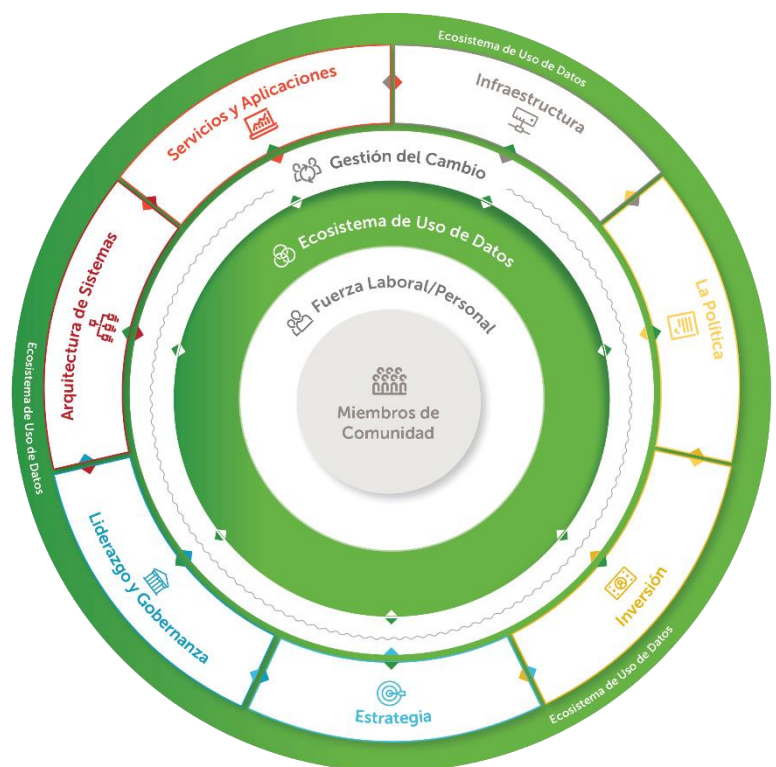 Ecosistema de Uso de Datos
Servicios y Aplicaciones
Infraestructura
Gestión del Cambio
Ecosistema de Uso de Datos
Fuerza Laboral/Personal
Miembros de
Comunidad
Arquitectura de Sistemas
La Política
Ecosistema de Uso de Datos
Liderazgo y Gobernanza
Inversión
Estrategia
Ecosistema de Uso de Datos